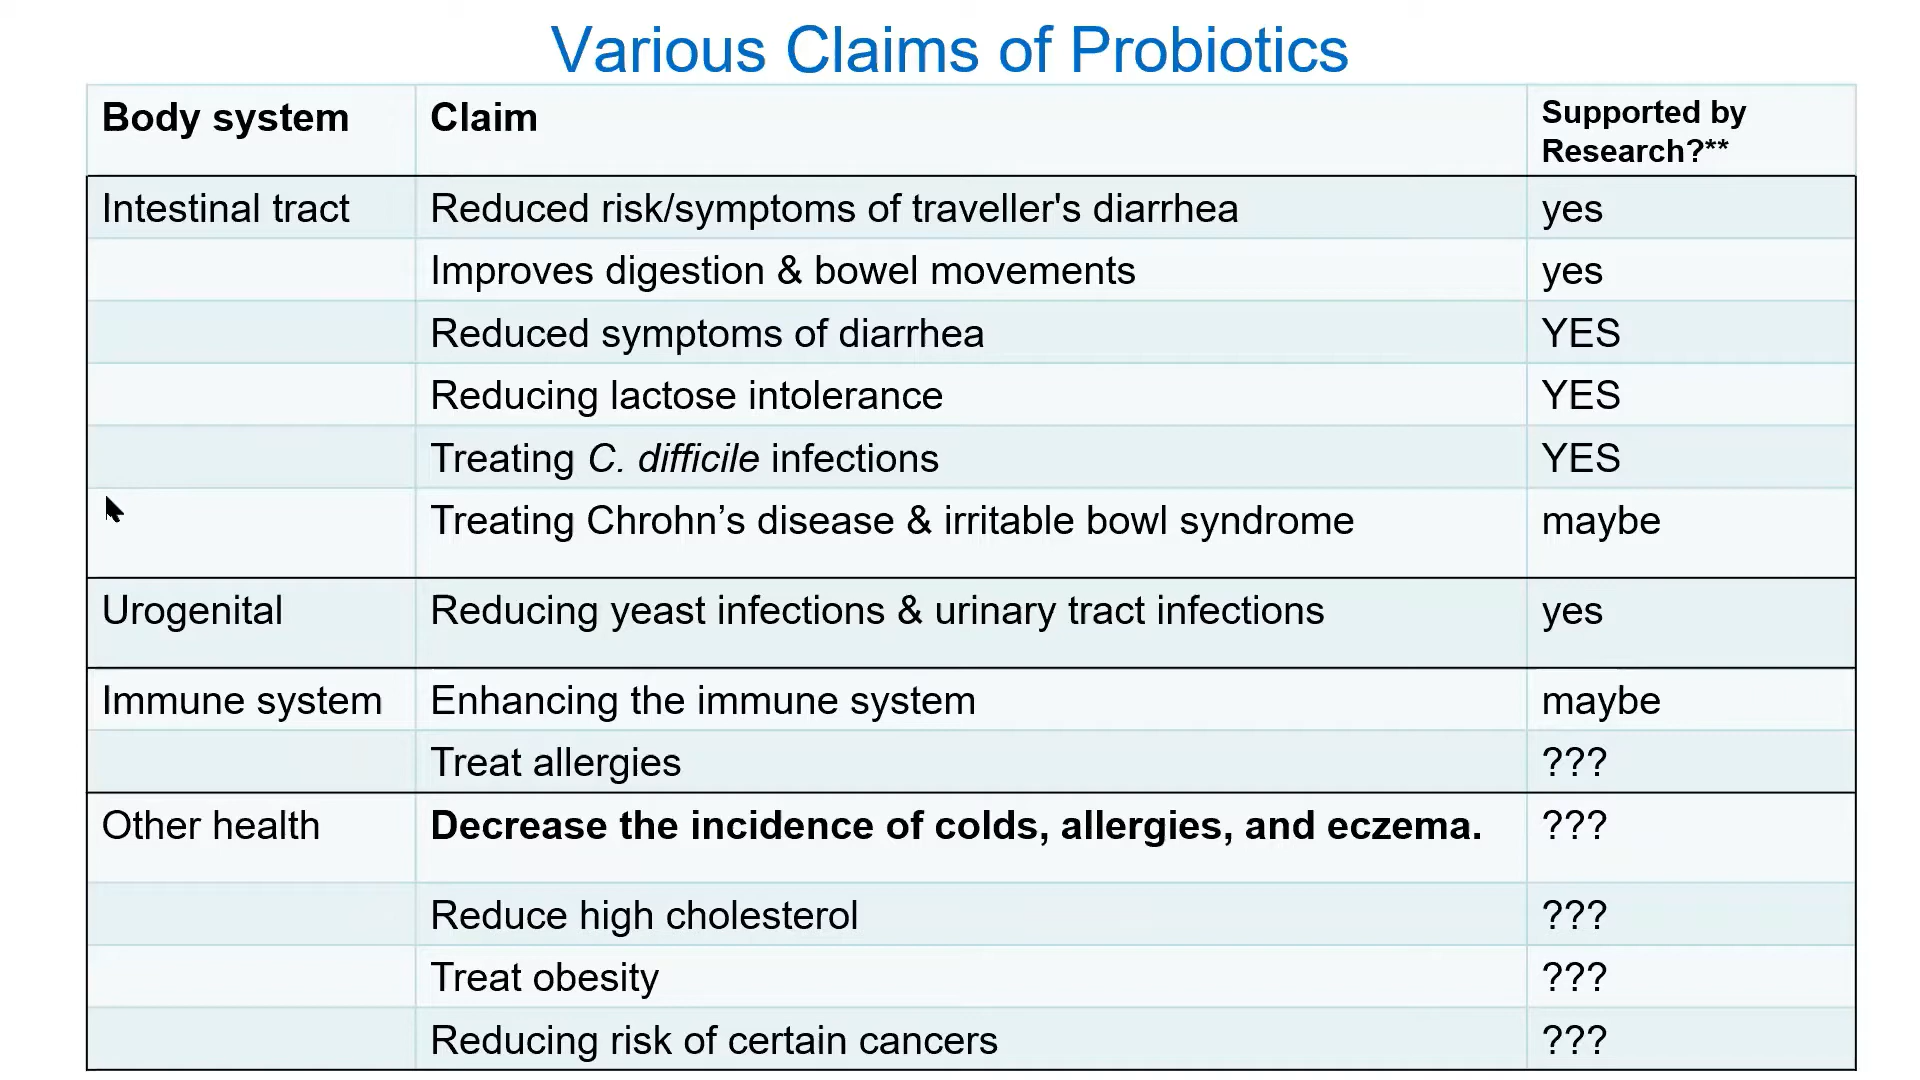 Various Claims of Probiotics
Body system Claim Supported by
Research?**
Intestinal tract Reduced risk/symptoms of traveller's diarrhea yes
Improves digestion & bowel movements yes
Reduced symptoms of diarrhea YES
Reducing lactose intolerance YES
Treating C. difficile infections YES
Treating Chrohn’s disease & irritable bowl syndrome maybe
Urogenital Reducing yeast infections & urinary tract infections yes
Immune system Enhancing the immune system maybe
Treat allergies ???
Other health Decrease the incidence of colds, allergies, and eczema. ???
Reduce high cholesterol ???
Treat obesity ???
Reducing risk of certain cancers ???